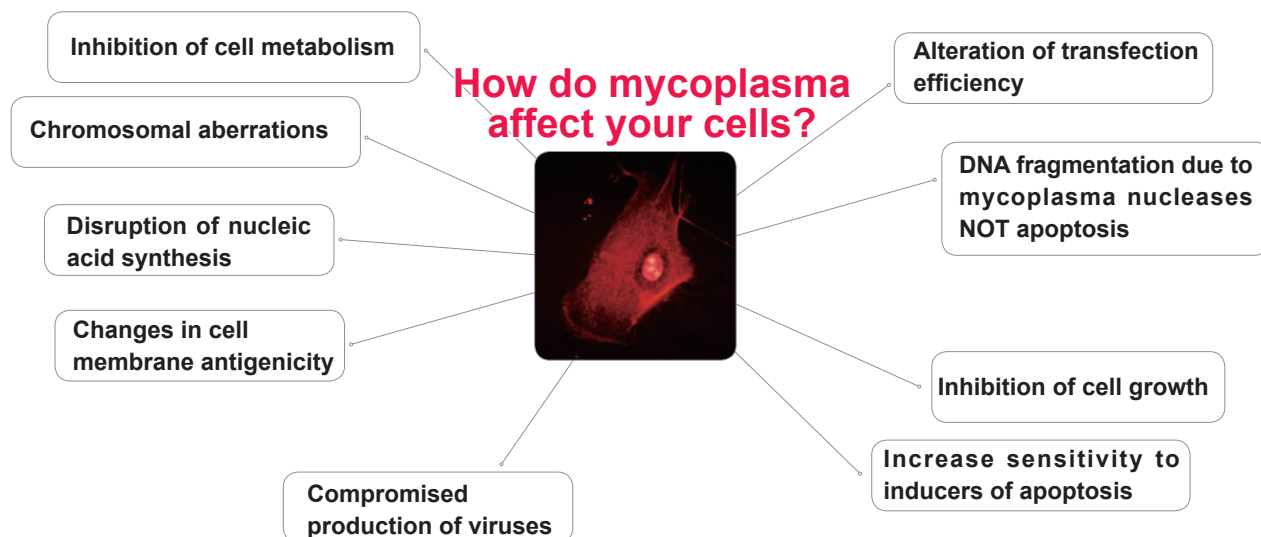 How do mycoplasma
affect your cells?
Inhibition of cell metabolism
Chromosomal aberrations
Disruption of nucleic
acid synthesis
Changes in cell
membrane antigenicity
Compromised
production of viruses
Alteration of transfection
efficiency
DNA fragmentation due to
mycoplasma nucleases
NOT apoptosis
Inhibition of cell growth
Increase sensitivity to
inducers of apoptosis